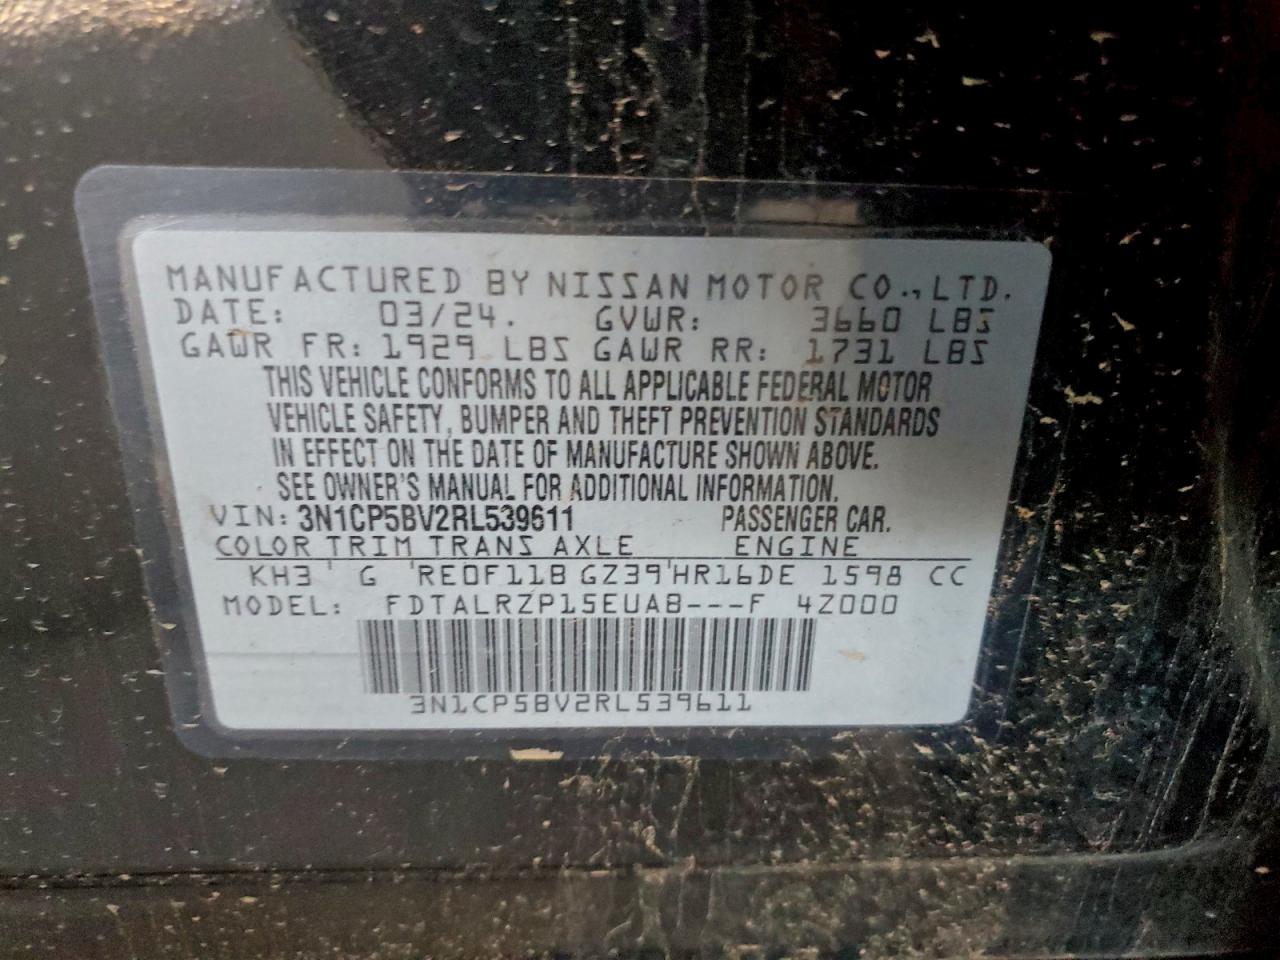 MANUFACTURED BY NISSAN MOTOR CO., LTD.
DATE: 03/24. GVWR: 3660 LBS
GAWR FR: 1929 LBS GAWR RR: 1731 LBS
THIS VEHICLE CONFORMS TO ALL APPLICABLE FEDERAL MOTOR
VEHICLE SAFETY, BUMPER AND THEFT PREVENTION STANDARDS
IN EFFECT ON THE DATE OF MANUFACTURE SHOWN ABOVE.
SEE OWNER'S MANUAL FOR ADDITIONAL INFORMATION.
VIN: 3N1CP5BV2RL539611 PASSENGER CAR.
COLOR TRIM TRANS AXLE ENGINE
KH3 G RE0F11B GZ39 HR16DE 1598 CC
MODEL: FDTALRZP15EUA8---F 4Z000
3N1CP5BV2RL539611